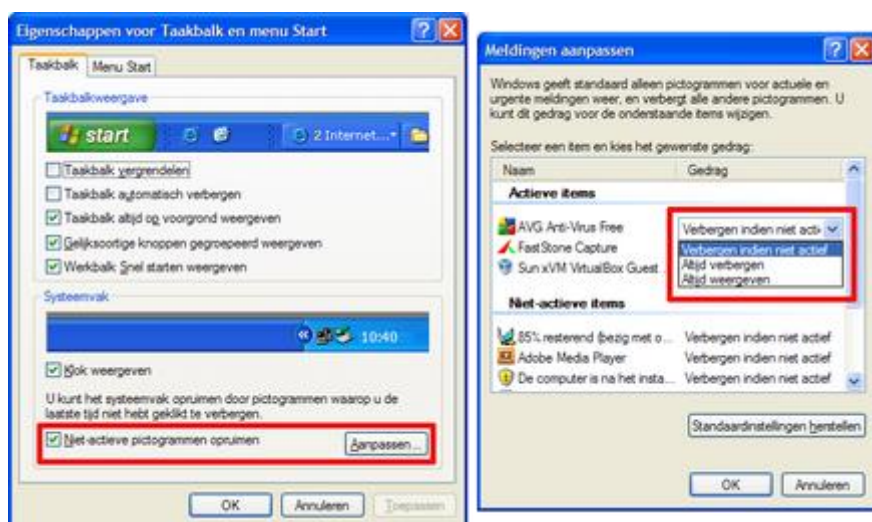 Eigenschappen voor Taakbalk en menu Start
Taakbalk
Menu Start
Taakbalkweergave
start
2 Internet...
Taakbalk vergrendelen
Taakbalk automatisch verbergen
Taakbalk altijd op voorgrond weergeven
Gelijksoortige knoppen gegroepeerd weergeven
Werkbalk Snel starten weergeven
Systeemvak
10:40
Klok weergeven
U kunt het systeemvak opruimen door pictogrammen waarop u de
laatste tijd niet hebt geklikt te verbergen.
Niet-actieve pictogrammen opruimen
Aanpassen...
OK
Annuleren
Toepassen
Meldingen aanpassen
Windows geeft standaard alleen pictogrammen voor actuele en
urgente meldingen weer, en verbergt alle andere pictogrammen. U
kunt dit gedrag voor de onderstaande items wijzigen.
Selecteer een item en kies het gewenste gedrag:
Naam
Gedrag
Actieve items
AVG Anti-Virus Free
Verbergen indien niet acti
FastStone Capture
Verbergen indien niet actief
Sun xVM VirtualBox Guest
Altijd verbergen
Altijd weergeven
Niet-actieve items
85% resterend (bezig met o...
Verbergen indien niet actief
Adobe Media Player
Verbergen indien niet actief
De computer is na het insta...
Verbergen indien niet actief
Standaardinstellingen herstellen
OK
Annuleren